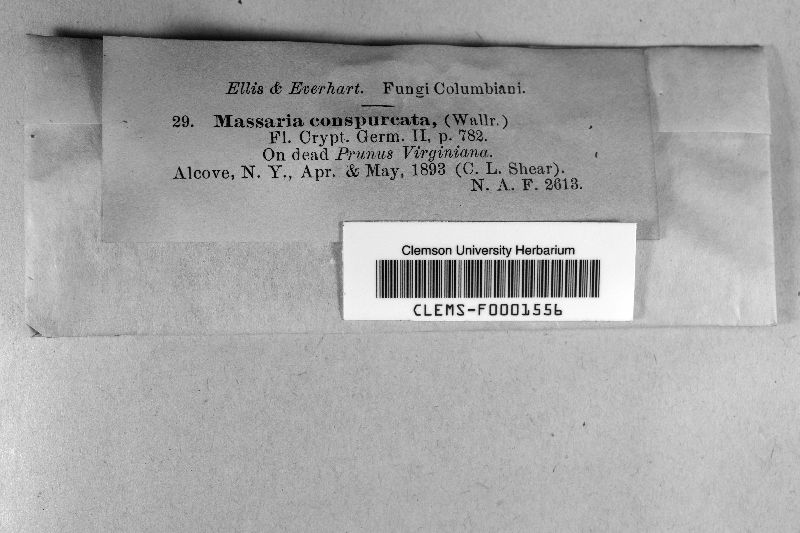 Ellis & Everhart. Fungi Columbiani.
29. Massaria conspurcata, (Wallr.)
Fl. Crypt. Germ. II, p. 782.
On dead Prunus Virginiana.
Alcove, N. Y., Apr. & May, 1893 (C. L. Shear).
N. A. F. 2613.
Clemson University Herbarium
CLEMS-F0001556